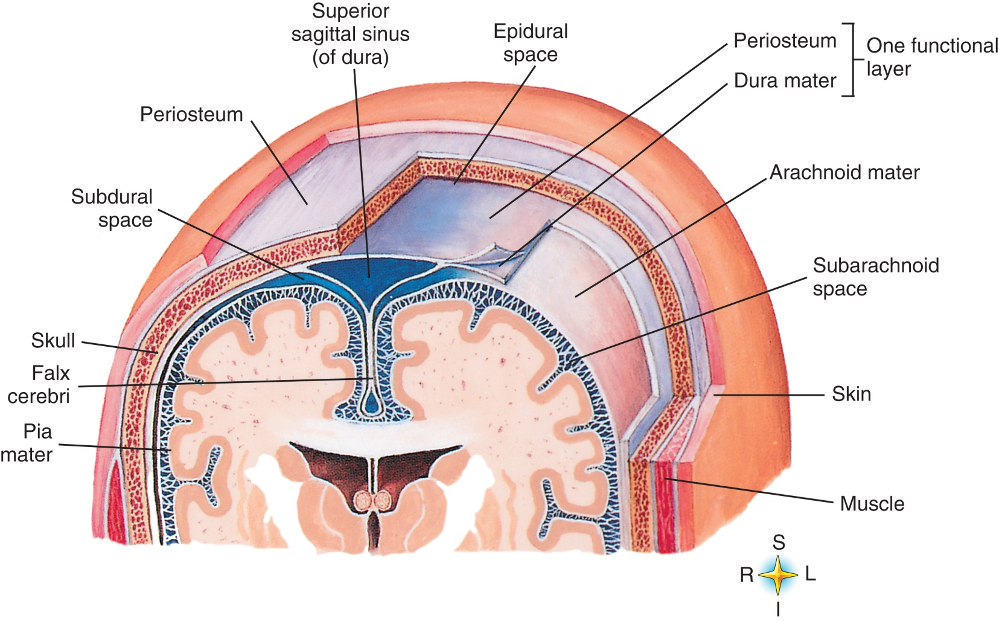 Superior
sagittal sinus
(of dura)
Epidural
space
Periosteum
Dura mater
One functional
layer
Periosteum
Arachnoid mater
Subdural
space
Subarachnoid
space
Skull
Falx
cerebri
Skin
Pia
mater
Muscle
S
R
L
I